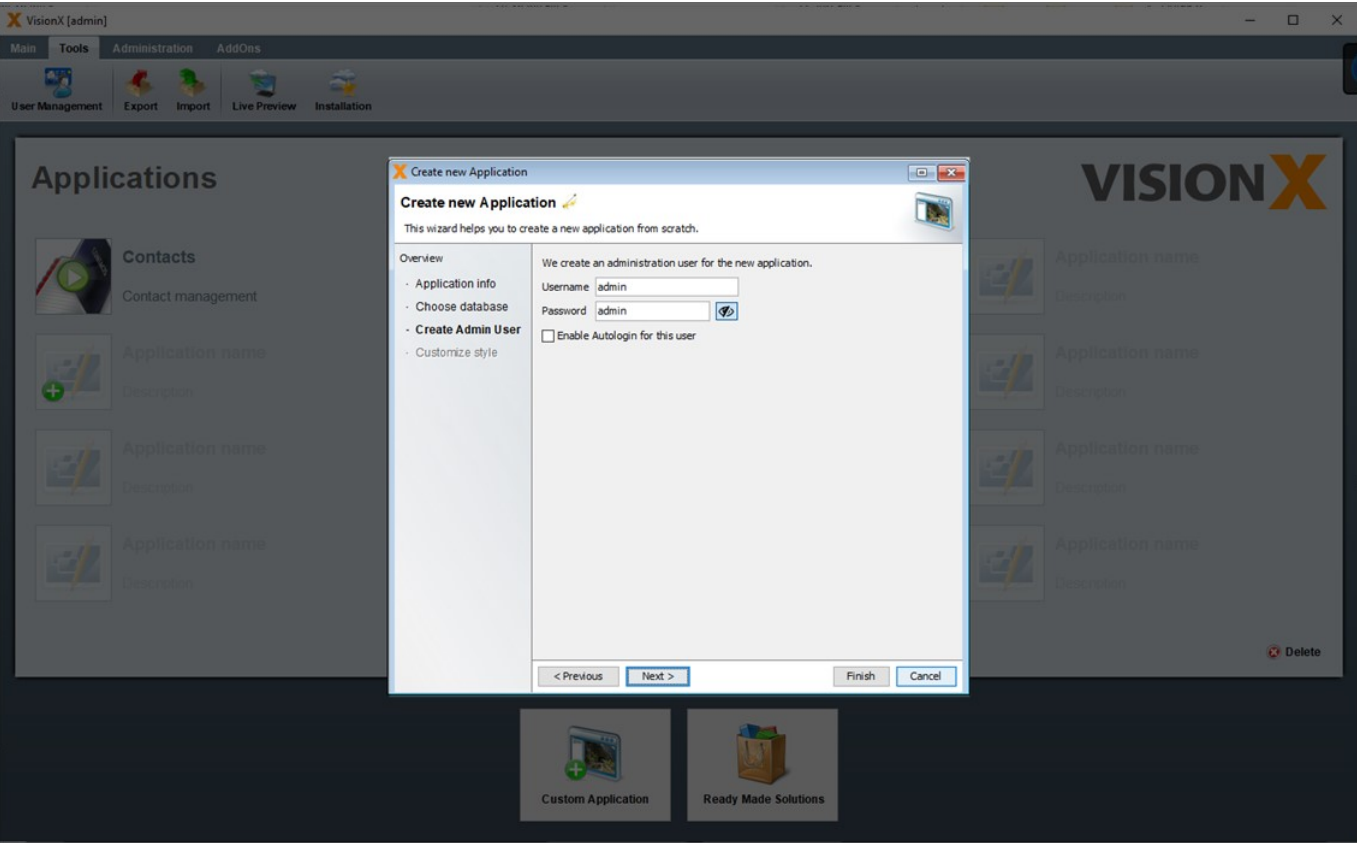 VisionX [admin]
Main Tools Administration AddOns
User Management Export Import Live Preview Installation
Applications
VISIONX
Contacts
Contact management
Application name
Description
Application name
Description
Application name
Description
Create new Application
Create new Application
This wizard helps you to create a new application from scratch.
Overview
· Application info
· Choose database
· Create Admin User
· Customize style
We create an administration user for the new application.
Username admin
Password admin
Enable Autologin for this user
< Previous Next > Finish Cancel
Application name
Description
Application name
Description
Application name
Description
Application name
Description
Delete
Custom Application
Ready Made Solutions